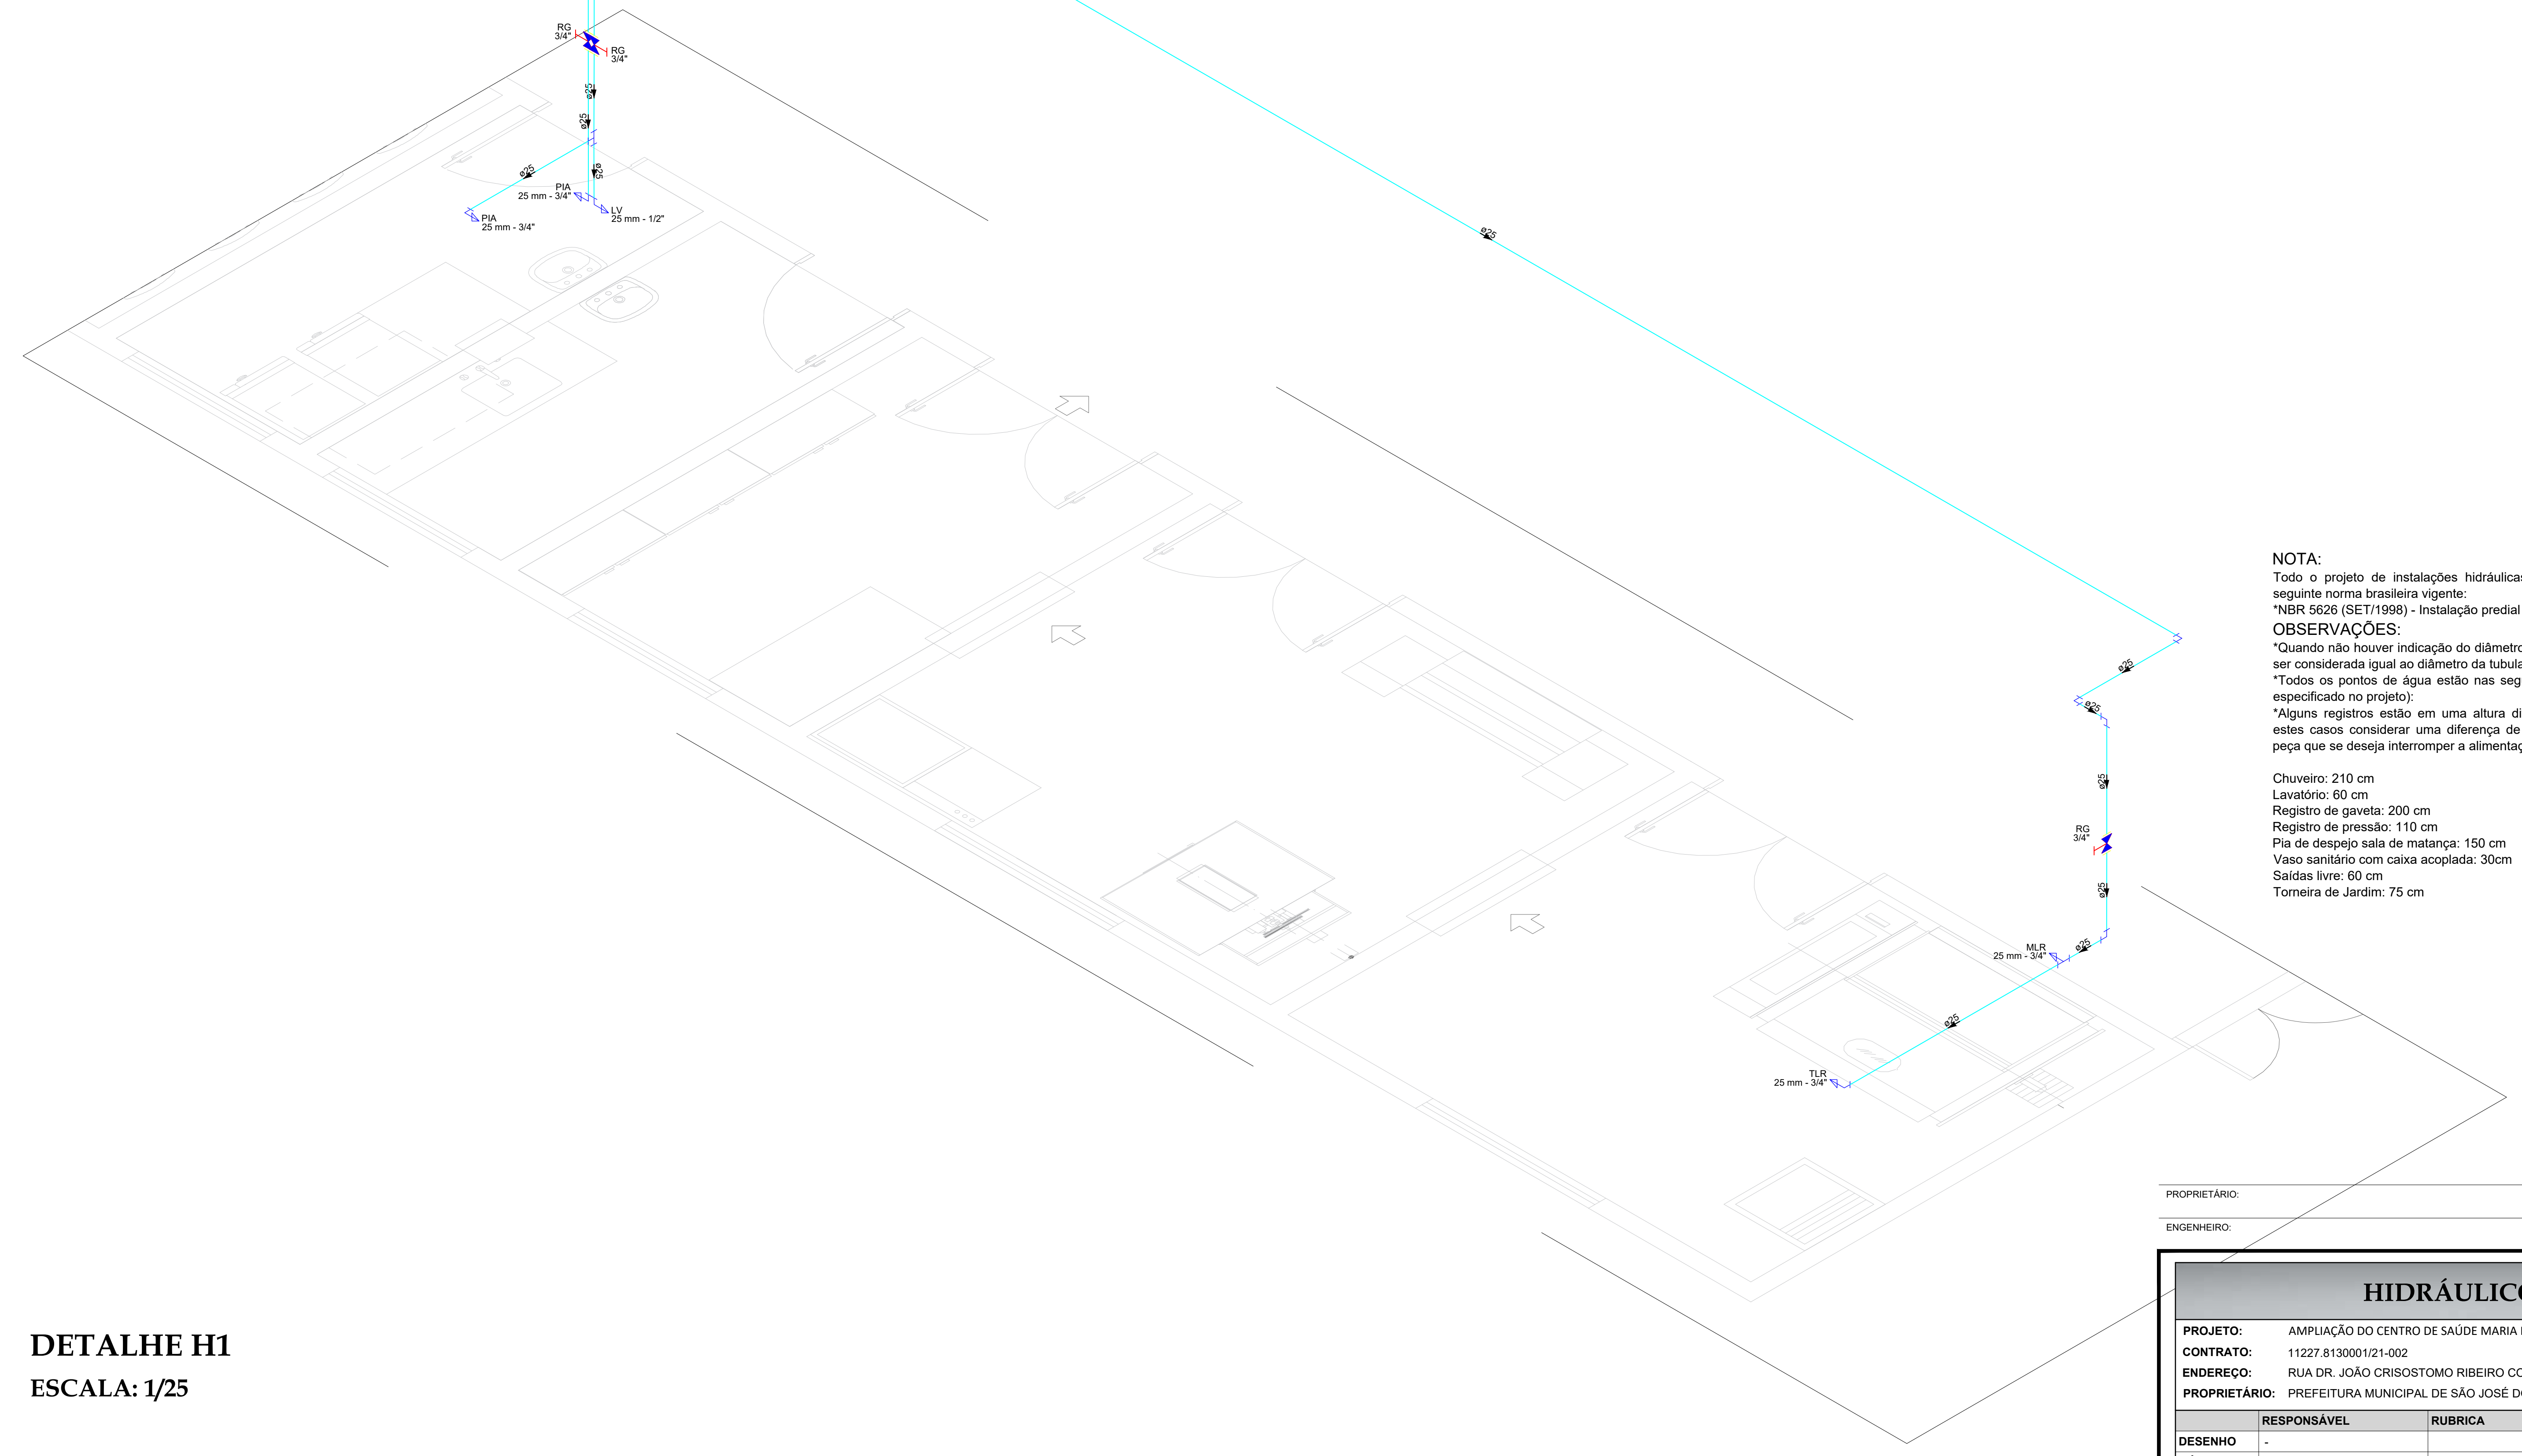 RG
3/4"
RG
3/4"
ø25
ø25
ø25
ø25
PIA
25 mm - 3/4"
PIA
25 mm - 3/4"
LV
25 mm - 1/2"
ø25
NOTA:
Todo o projeto de instalações hidráulicas
seguinte norma brasileira vigente:
*NBR 5626 (SET/1998) - Instalação predial
OBSERVAÇÕES:
*Quando não houver indicação do diâmetro
ser considerada igual ao diâmetro da
*Todos os pontos de água estão nas
especificado no projeto):
*Alguns registros estão em uma altura
estes casos considerar uma diferença de
peça que se deseja interromper a
Chuveiro: 210 cm
Lavatório: 60 cm
Registro de gaveta: 200 cm
Registro de pressão: 110 cm
Pia de despejo sala de matança: 150 cm
Vaso sanitário com caixa acoplada: 30cm
Saídas livre: 60 cm
Torneira de Jardim: 75 cm
ø25
ø25
ø25
RG
3/4"
ø25
MLR
25 mm - 3/4"
ø25
ø25
TLR
25 mm - 3/4"
PROPRIETÁRIO:
ENGENHEIRO:
HIDRÁULICO
PROJETO: AMPLIAÇÃO DO CENTRO DE SAÚDE MARIA
CONTRATO: 11227.8130001/21-002
ENDEREÇO: RUA DR. JOÃO CRISOSTOMO RIBEIRO
PROPRIETÁRIO: PREFEITURA MUNICIPAL DE SÃO JOSÉ
RESPONSÁVEL RUBRICA
DESENHO -
DETALHE H1
ESCALA: 1/25